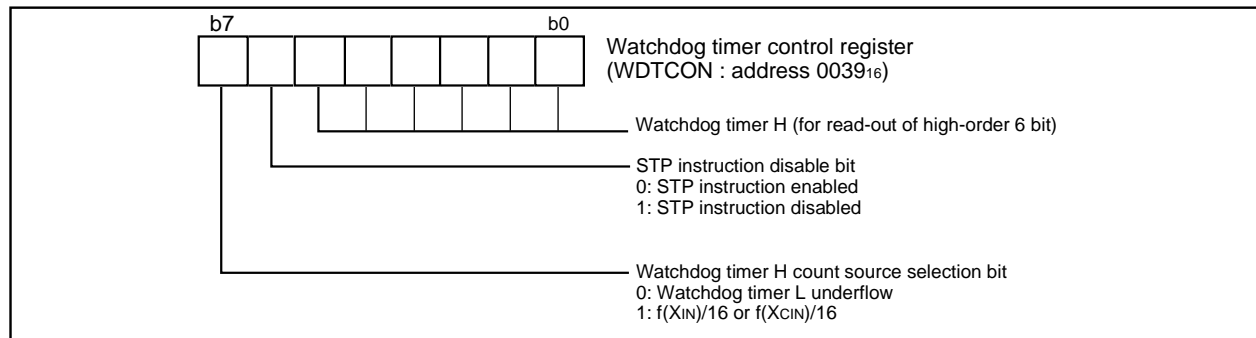 b7
b0
Watchdog timer control register
(WDTCON : address 003916)
Watchdog timer H (for read-out of high-order 6 bit)
STP instruction disable bit
0: STP instruction enabled
1: STP instruction disabled
Watchdog timer H count source selection bit
0: Watchdog timer L underflow
1: f(XIN)/16 or f(XCIN)/16